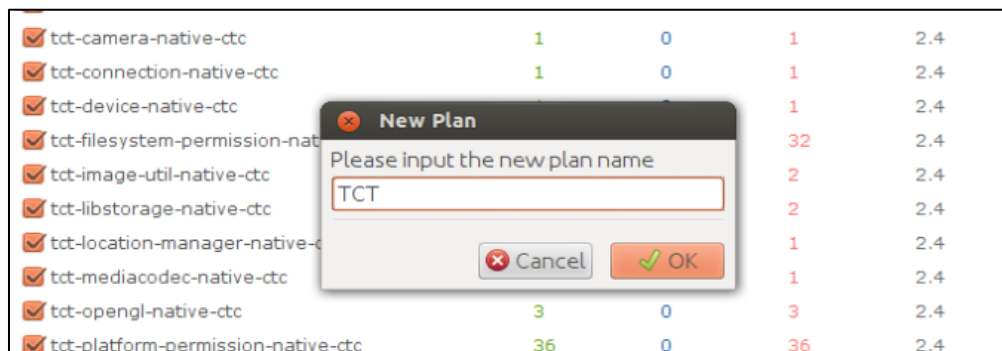 tct-camera-native-ctc 1 0 1 2.4
tct-connection-native-ctc 1 0 1 2.4
tct-device-native-ctc 1 2.4
New Plan
tct-filesystem-permission-nat 32 2.4
Please input the new plan name
tct-image-util-native-ctc 2 2.4
TCT
tct-libstorage-native-ctc 2 2.4
tct-location-manager-native-c 1 2.4
Cancel OK
tct-mediacodec-native-ctc 1 2.4
tct-opengl-native-ctc 3 0 3 2.4
tct-platform-permission-native-ctc 36 0 36 2.4